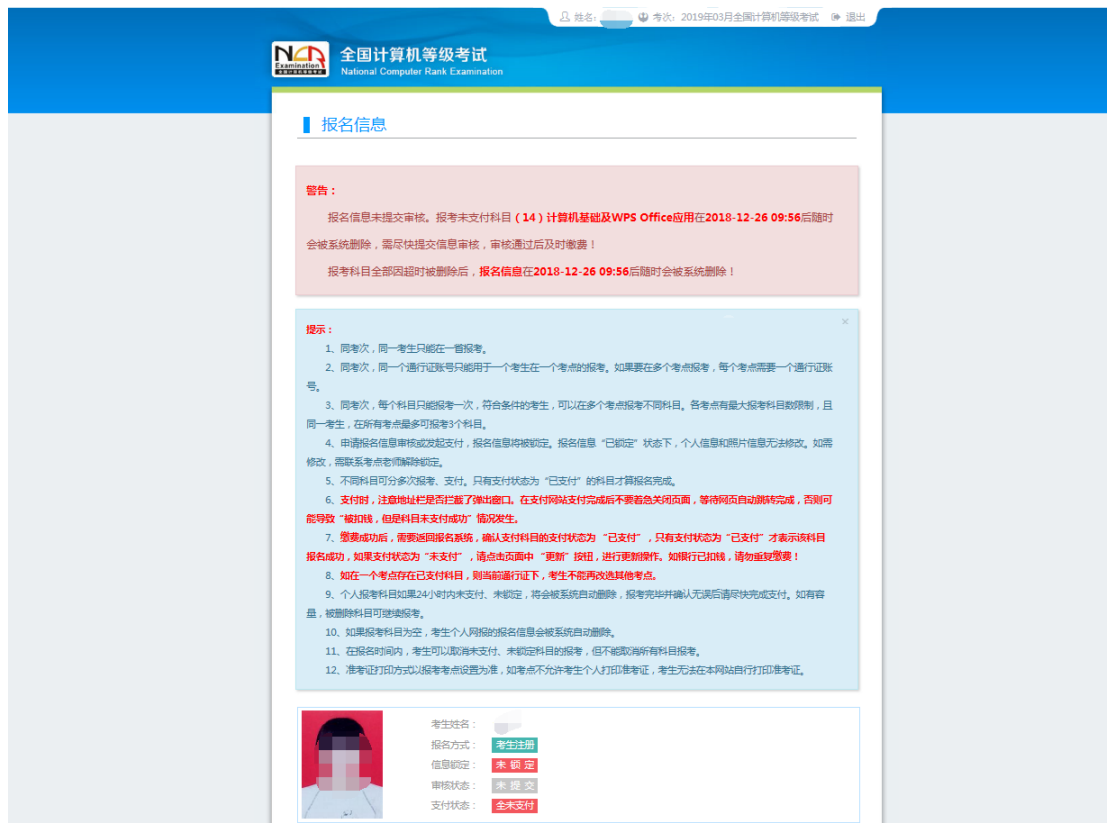 姓名：
考次：2019年03月全国计算机等级考试
退出
NCR
Examination
全国计算机等级考试
全国计算机等级考试
National Computer Rank Examination
报名信息
警告：
报名信息未提交审核。报考未支付科目（14）计算机基础及WPS Office应用在2018-12-26 09:56后随时
会被系统删除，需尽快提交信息审核，审核通过后及时缴费！
报考科目全部因超时被删除后，报名信息在2018-12-26 09:56后随时会被系统删除！
×
提示：
1、同考次，同一考生只能在一省报考。
2、同考次，同一个通行证账号只能用于一个考生在一个考点的报考。如果要在多个考点报考，每个考点需要一个通行证账
号。
3、同考次，每个科目只能报考一次，符合条件的考生，可以在多个考点报考不同科目。各考点有最大报考科目数限制，且
同一考生，在所有考点最多可报考3个科目。
4、申请报名信息审核或发起支付，报名信息将被锁定。报名信息“已锁定”状态下，个人信息和照片信息无法修改。如需
修改，需联系考点老师解除锁定。
5、不同科目可分多次报考、支付。只有支付状态为“已支付”的科目才算报名完成。
6、支付时，注意地址栏是否拦截了弹出窗口。在支付网站支付完成后不要着急关闭页面，等待网页自动跳转完成，否则可
能导致“被扣钱，但是科目未支付成功”情况发生。
7、缴费成功后，需要返回报名系统，确认支付科目的支付状态为 “已支付” ，只有支付状态为“已支付”才表示该科目
报名成功，如果支付状态为“未支付” ，请点击页面中 “更新” 按钮，进行更新操作。如银行已扣钱，请勿重复缴费！
8、如在一个考点存在已支付科目，则当前通行证下，考生不能再改选其他考点。
9、个人报考科目如果24小时内未支付、未锁定，将会被系统自动删除，报考完毕并确认无误后请尽快完成支付。如有容
量，被删除科目可继续报考。
10、如果报考科目为空，考生个人网报的报名信息会被系统自动删除。
11、在报名时间内，考生可以取消未支付、未锁定科目的报考，但不能取消所有科目报考。
12、准考证打印方式以报考考点设置为准，如考点不允许考生个人打印准考证，考生无法在本网站自行打印准考证。
考生姓名：
报名方式： 考生注册
信息锁定： 未 锁 定
审核状态： 未 提 交
支付状态： 全未支付